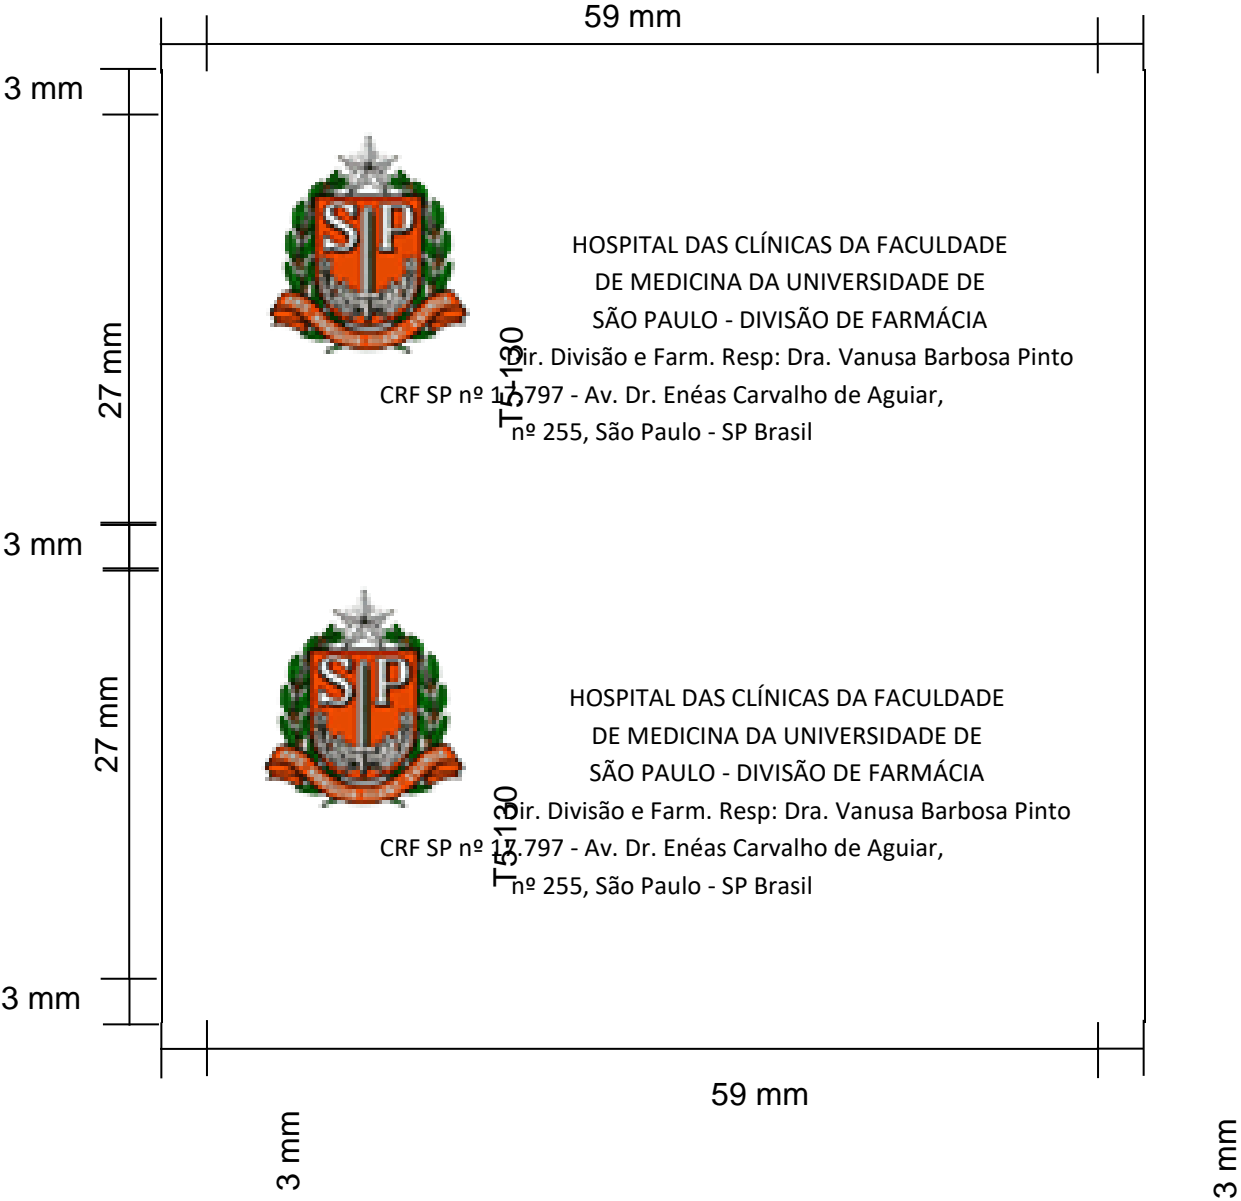 59 mm
3 mm
SP
HOSPITAL DAS CLÍNICAS DA FACULDADE
DE MEDICINA DA UNIVERSIDADE DE
SÃO PAULO - DIVISÃO DE FARMÁCIA
Dir. Divisão e Farm. Resp: Dra. Vanusa Barbosa Pinto
CRF SP nº 17.797 - Av. Dr. Enéas Carvalho de Aguiar,
nº 255, São Paulo - SP Brasil
T5-130
27 mm
3 mm
SP
HOSPITAL DAS CLÍNICAS DA FACULDADE
DE MEDICINA DA UNIVERSIDADE DE
SÃO PAULO - DIVISÃO DE FARMÁCIA
Dir. Divisão e Farm. Resp: Dra. Vanusa Barbosa Pinto
CRF SP nº 17.797 - Av. Dr. Enéas Carvalho de Aguiar,
nº 255, São Paulo - SP Brasil
T5-130
27 mm
3 mm
59 mm
3 mm
3 mm